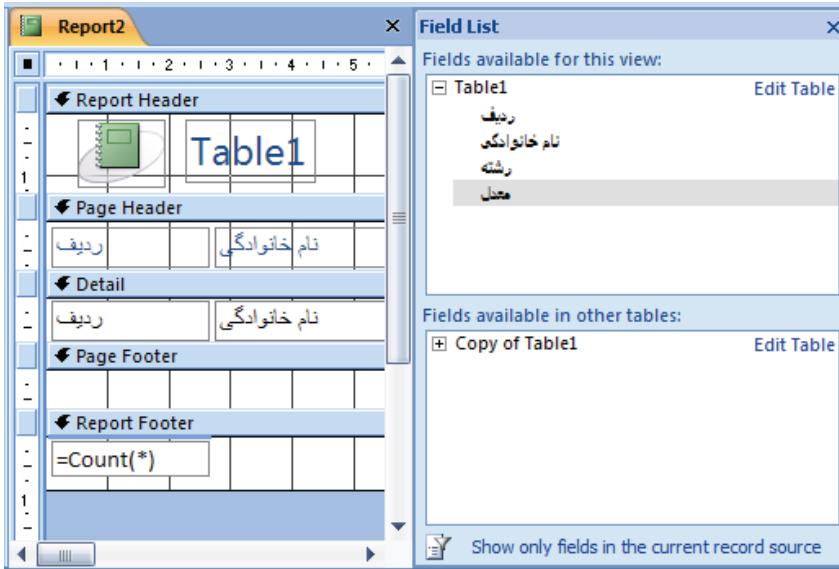 Report2
· ı · 1 · ı · 2 · ı · 3 · ı · 4 · ı · 5 ·
Report Header
Table1
1
Page Header
ردیف
نام خانوادگی
Detail
ردیف
نام خانوادگی
Page Footer
Report Footer
=Count(*)
1
Field List
Fields available for this view:
Table1 Edit Table
ردیف
نام خانوادگی
رشته
معدل
Fields available in other tables:
Copy of Table1 Edit Table
Show only fields in the current record source